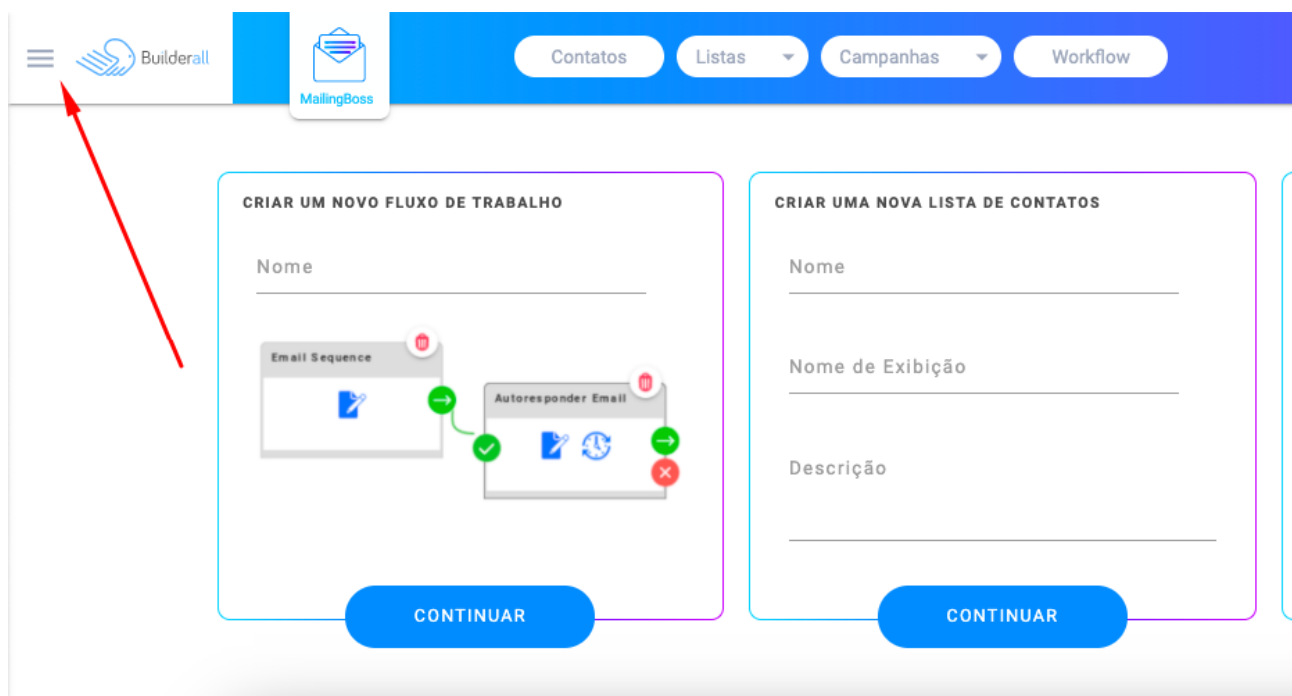 Builderall
MailingBoss
Contatos
Listas
Campanhas
Workflow
CRIAR UM NOVO FLUXO DE TRABALHO
Nome
Email Sequence
Autoresponder Email
CONTINUAR
CRIAR UMA NOVA LISTA DE CONTATOS
Nome
Nome de Exibição
Descrição
CONTINUAR